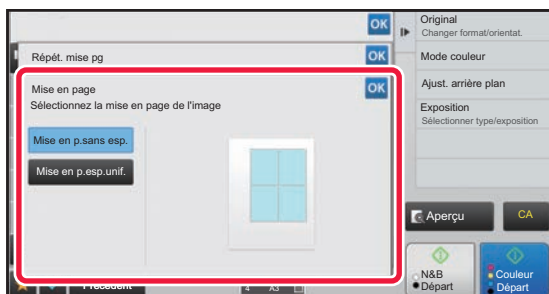 OK
Répét. mise pg
OK
Mise en page
OK
Sélectionnez la mise en page de l'image
Mise en p.sans esp.
Mise en p.esp.unif.
Original
Changer format/orientat.
Mode couleur
Ajust. arrière plan
Exposition
Sélectionner type/exposition
Aperçu
CA
N&B
Départ
Couleur
Départ